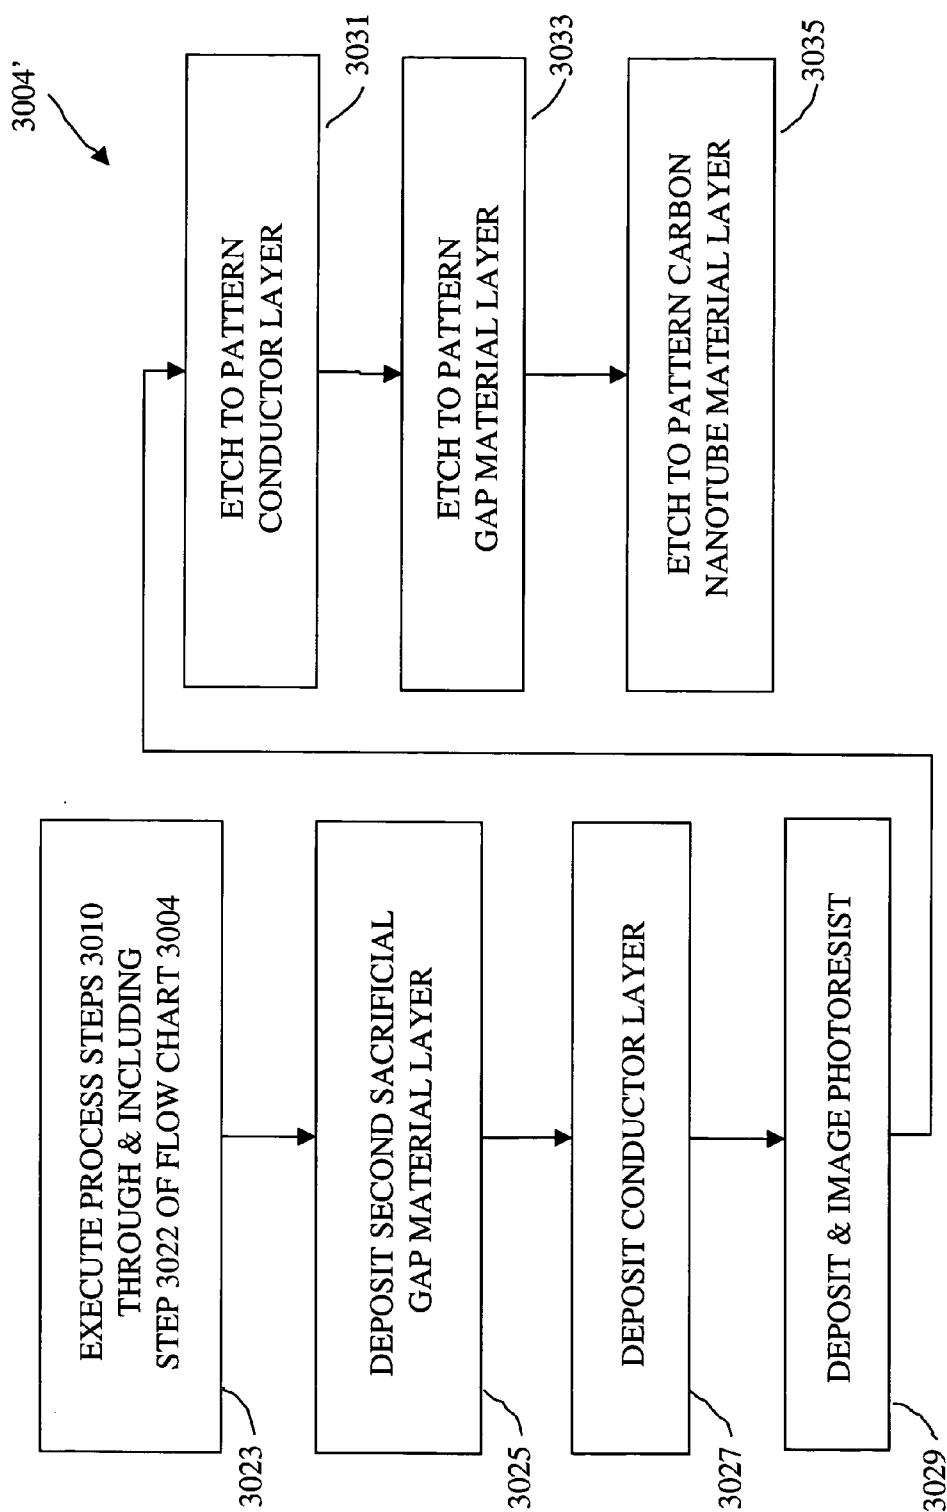 3004'
EXECUTE PROCESS STEPS 3010
THROUGH & INCLUDING
STEP 3022 OF FLOW CHART 3004
3023
DEPOSIT SECOND SACRIFICIAL
GAP MATERIAL LAYER
3025
DEPOSIT CONDUCTOR LAYER
3027
DEPOSIT & IMAGE PHOTORESIST
3029
ETCH TO PATTERN
CONDUCTOR LAYER
3031
ETCH TO PATTERN
GAP MATERIAL LAYER
3033
ETCH TO PATTERN CARBON
NANOTUBE MATERIAL LAYER
3035